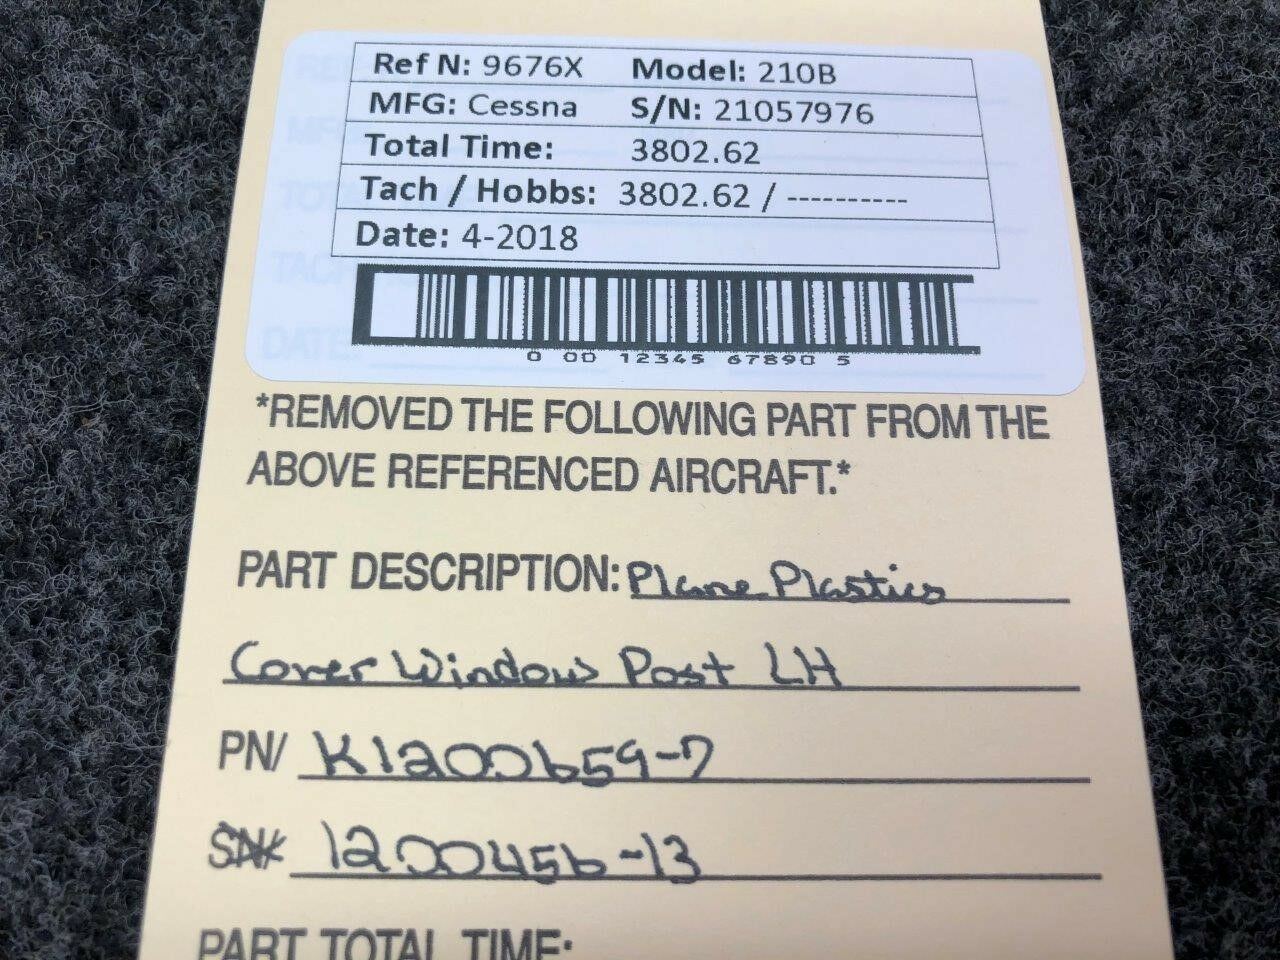 Ref N: 9676X Model: 210B
MFG: Cessna S/N: 21057976
Total Time: 3802.62
Tach / Hobbs: 3802.62 / ----------
Date: 4-2018
0 00 12345 67890 5
*REMOVED THE FOLLOWING PART FROM THE
ABOVE REFERENCED AIRCRAFT.*
PART DESCRIPTION: Plane Plastics
Cover Window Post LH
PN/ K1200659-7
SN/ 1200456-13
PART TOTAL TIME: